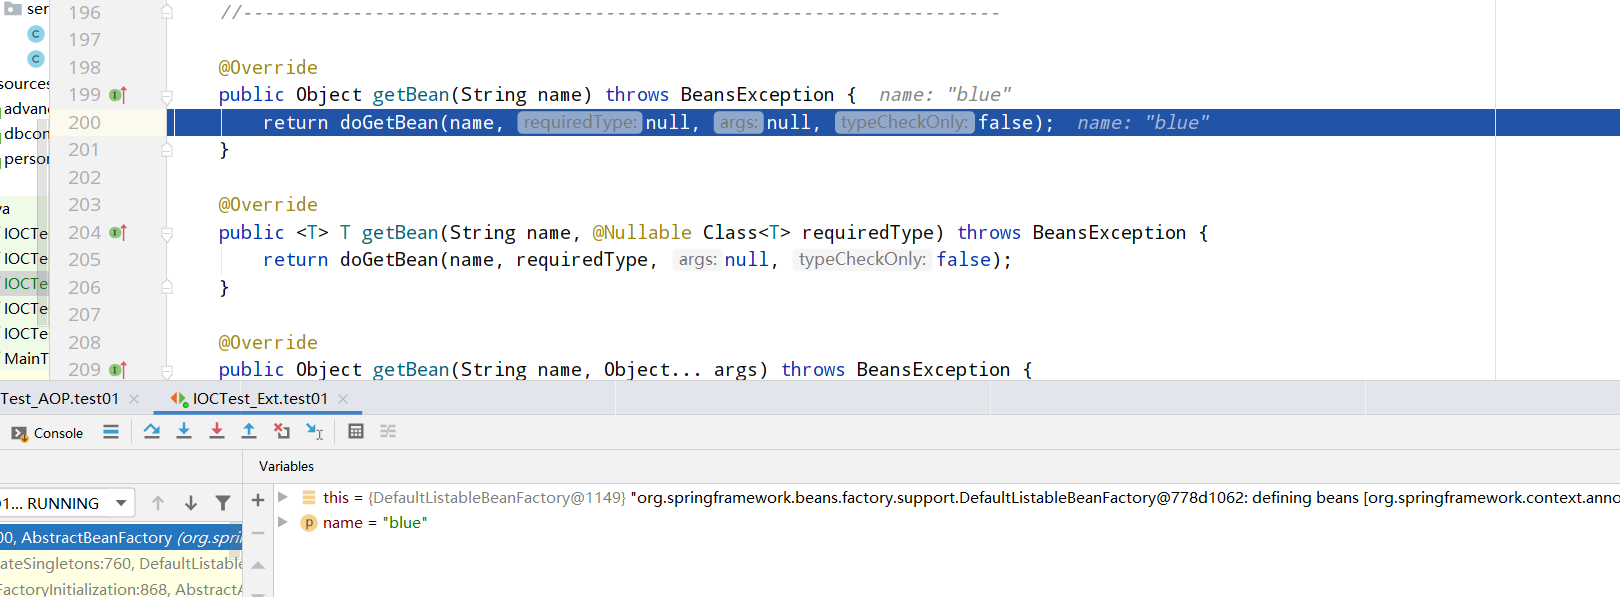 ser
sources
advan
dbcon
person
va
IOCTe
IOCTe
IOCTe
IOCTe
IOCTe
MainT
196 //---------------------------------------------------------------------
197
198 @Override
199 public Object getBean(String name) throws BeansException { name: "blue"
200 return doGetBean(name, requiredType: null, args: null, typeCheckOnly: false); name: "blue"
201 }
202
203 @Override
204 public <T> T getBean(String name, @Nullable Class<T> requiredType) throws BeansException {
205 return doGetBean(name, requiredType, args: null, typeCheckOnly: false);
206 }
207
208 @Override
209 public Object getBean(String name, Object... args) throws BeansException {
Test_AOP.test01 IOCTest_Ext.test01
Console
Variables
01... RUNNING
00, AbstractBeanFactory (org.spri
ateSingletons:760, DefaultListable
FactoryInitialization:868, AbstractA
this = {DefaultListableBeanFactory@1149} "org.springframework.beans.factory.support.DefaultListableBeanFactory@778d1062: defining beans [org.springframework.context.anno
name = "blue"